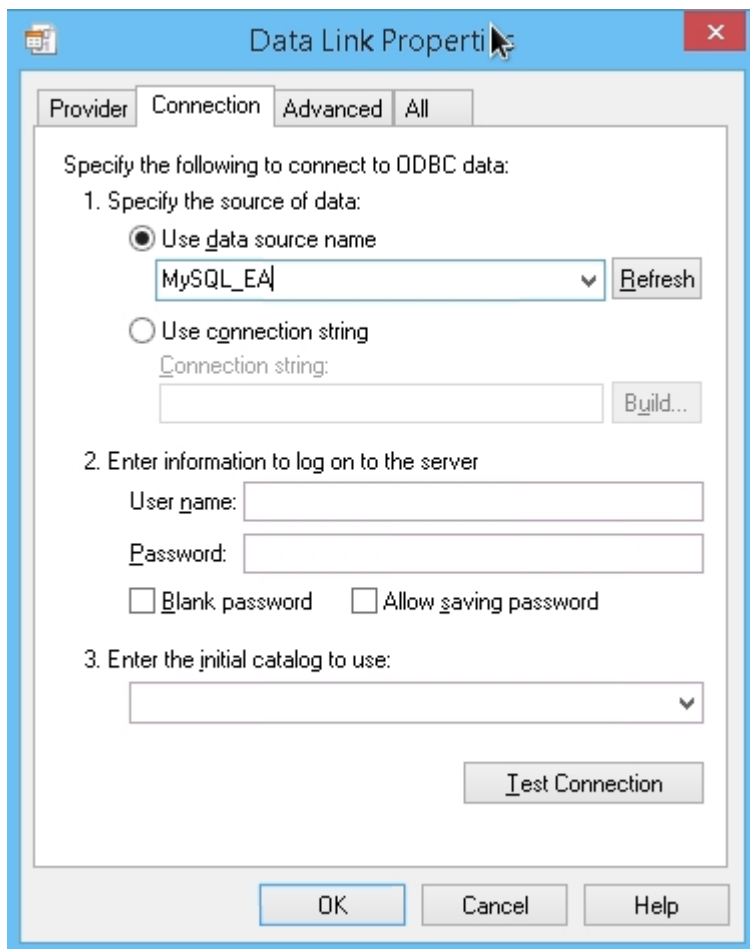 Data Link Properties
Provider Connection Advanced All
Specify the following to connect to ODBC data:
1. Specify the source of data:
Use data source name
MySQL_EA Refresh
Use connection string
Connection string:
Build...
2. Enter information to log on to the server
User name:
Password:
Blank password Allow saving password
3. Enter the initial catalog to use:
Test Connection
OK Cancel Help